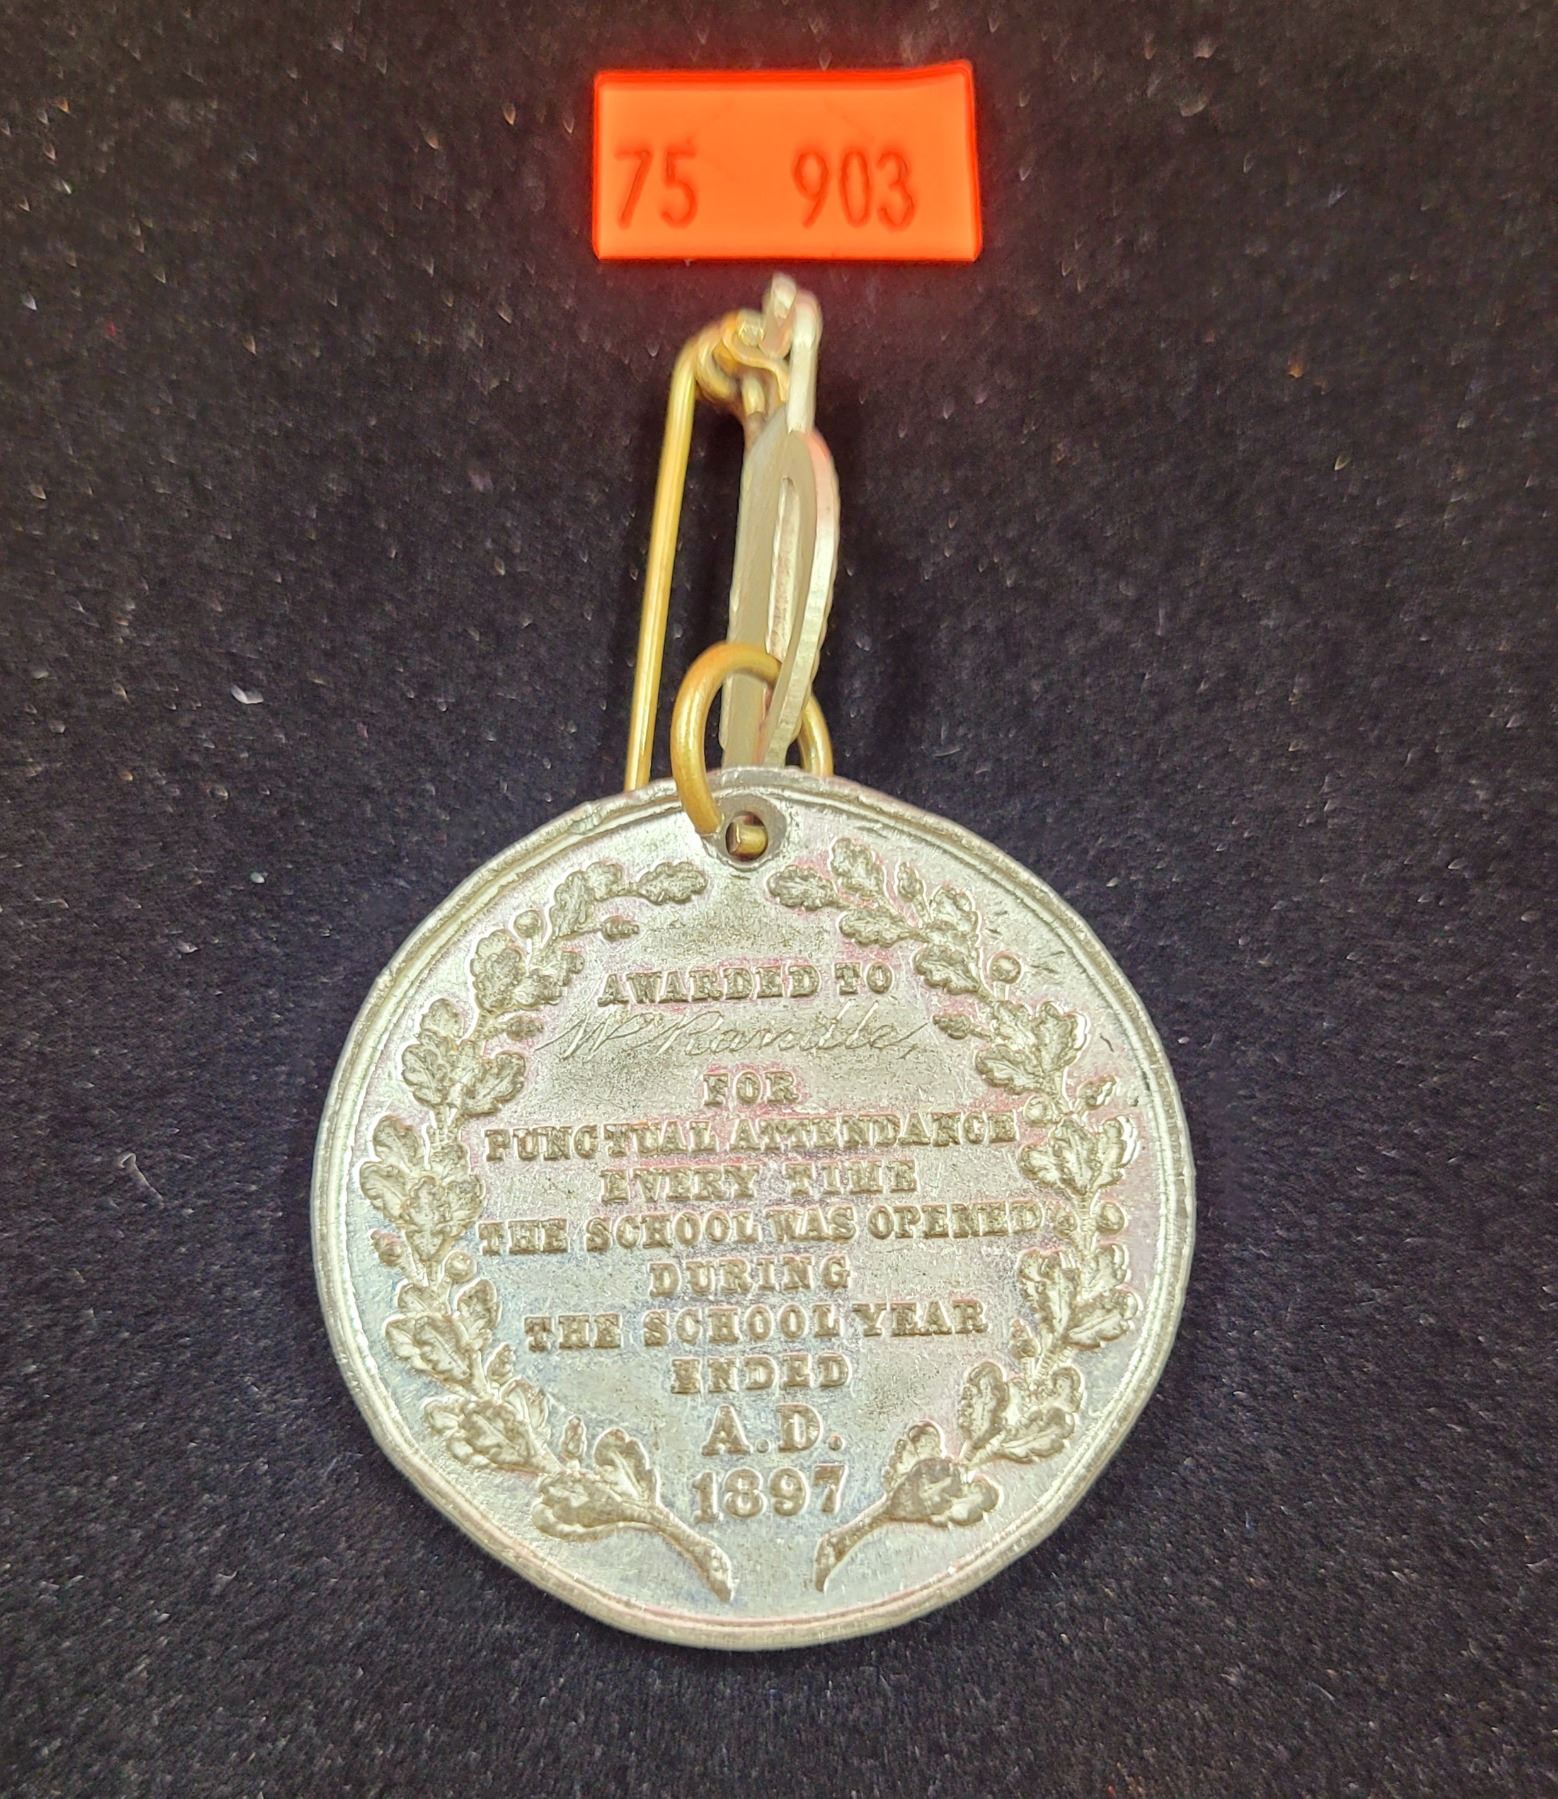 75 903
AWARDED TO
W. Ramble
FOR
PUNCTUAL ATTENDANCE
EVERY TIME
THE SCHOOL WAS OPENED
DURING
THE SCHOOL YEAR
ENDED
A.D.
1897